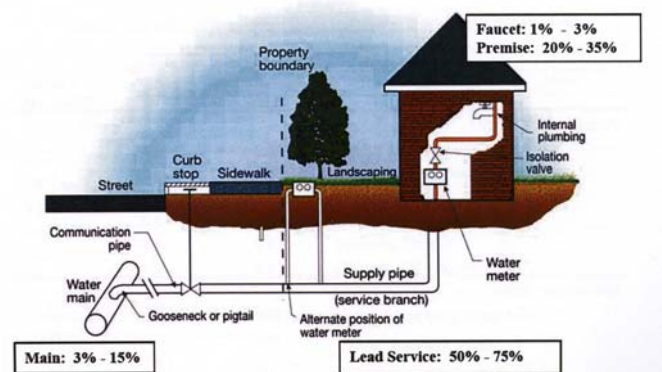 Faucet: 1% - 3%
Premise: 20% - 35%
Property
boundary
Internal
plumbing
Isolation
valve
Curb
stop
Sidewalk
Landscaping
Street
Communication
pipe
Water
meter
Water
main
Supply pipe
(service branch)
Gooseneck or pigtail
Alternate position of
water meter
Main: 3% - 15%
Lead Service: 50% - 75%